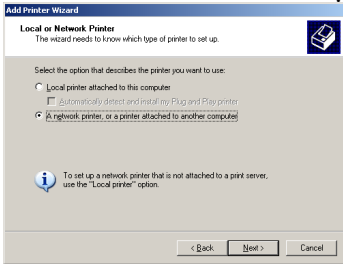 Add Printer Wizard
Local or Network Printer
The wizard needs to know which type of printer to set up.
Select the option that describes the printer you want to use:
Local printer attached to this computer
Automatically detect and install my Plug and Play printer
A network printer, or a printer attached to another computer
To set up a network printer that is not attached to a print server,
use the "Local printer" option.
< Back
Next >
Cancel